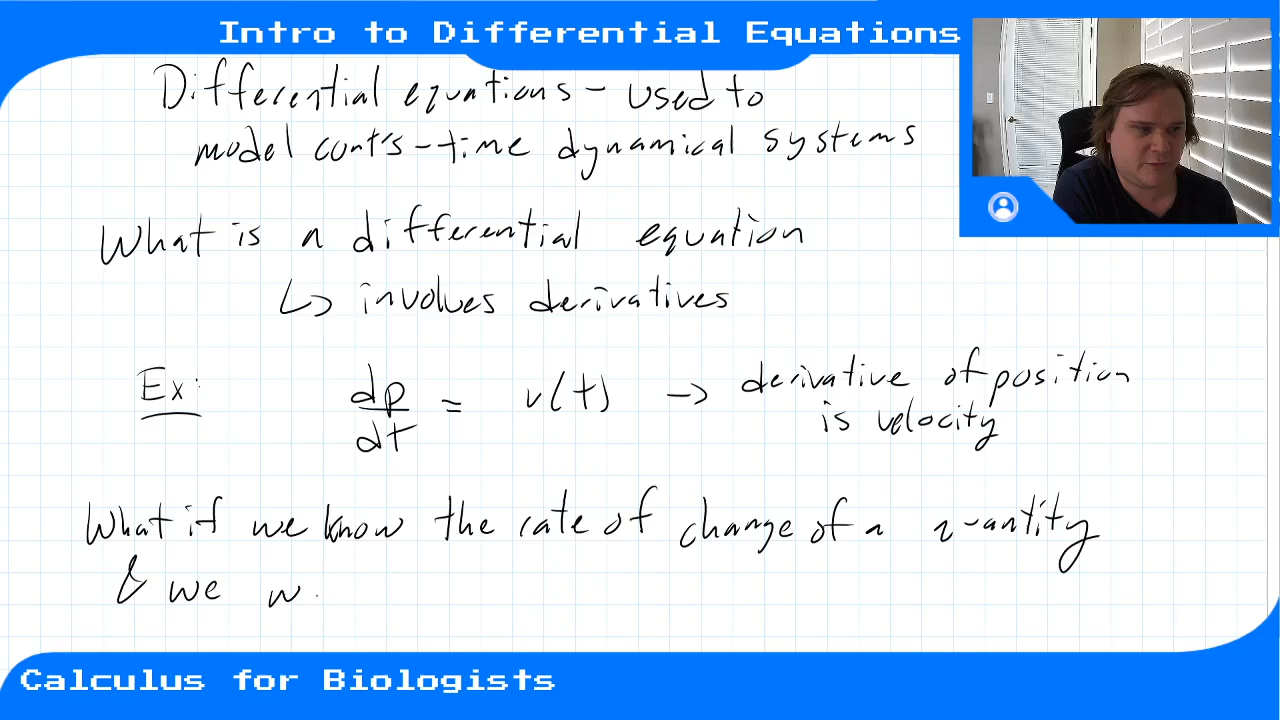 Intro to Differential Equations
Differential equations - used to
model cont's-time dynamical systems
What is a differential equation
↳ involves derivatives
Ex: dp/dt = v(t) → derivative of position
is velocity
What if we know the rate of change of a quantity
& we w
Calculus for Biologists